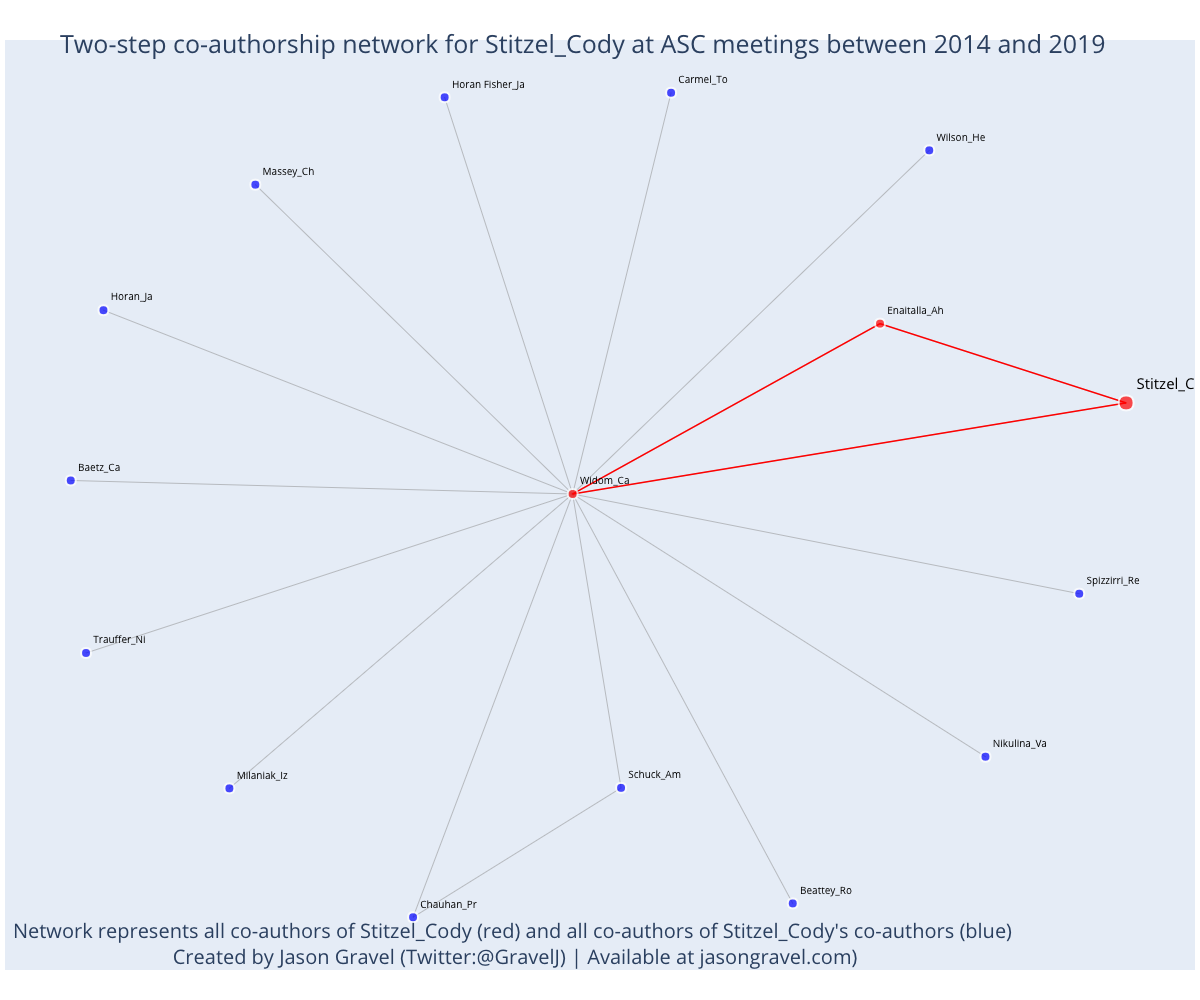 Two-step co-authorship network for Stitzel_Cody at ASC meetings between 2014 and 2019
Carmel_To
Horan Fisher_Ja
Wilson_He
Massey_Ch
Horan_Ja
Enaitalla_Ah
Stitzel_C
Baetz_Ca
Widom_Ca
Spizzirri_Re
Trauffer_Ni
Nikulina_Va
Schuck_Am
Milaniak_Iz
Beattey_Ro
Chauhan_Pr
Network represents all co-authors of Stitzel_Cody (red) and all co-authors of Stitzel_Cody's co-authors (blue)
Created by Jason Gravel (Twitter:@GravelJ) | Available at jasongravel.com)